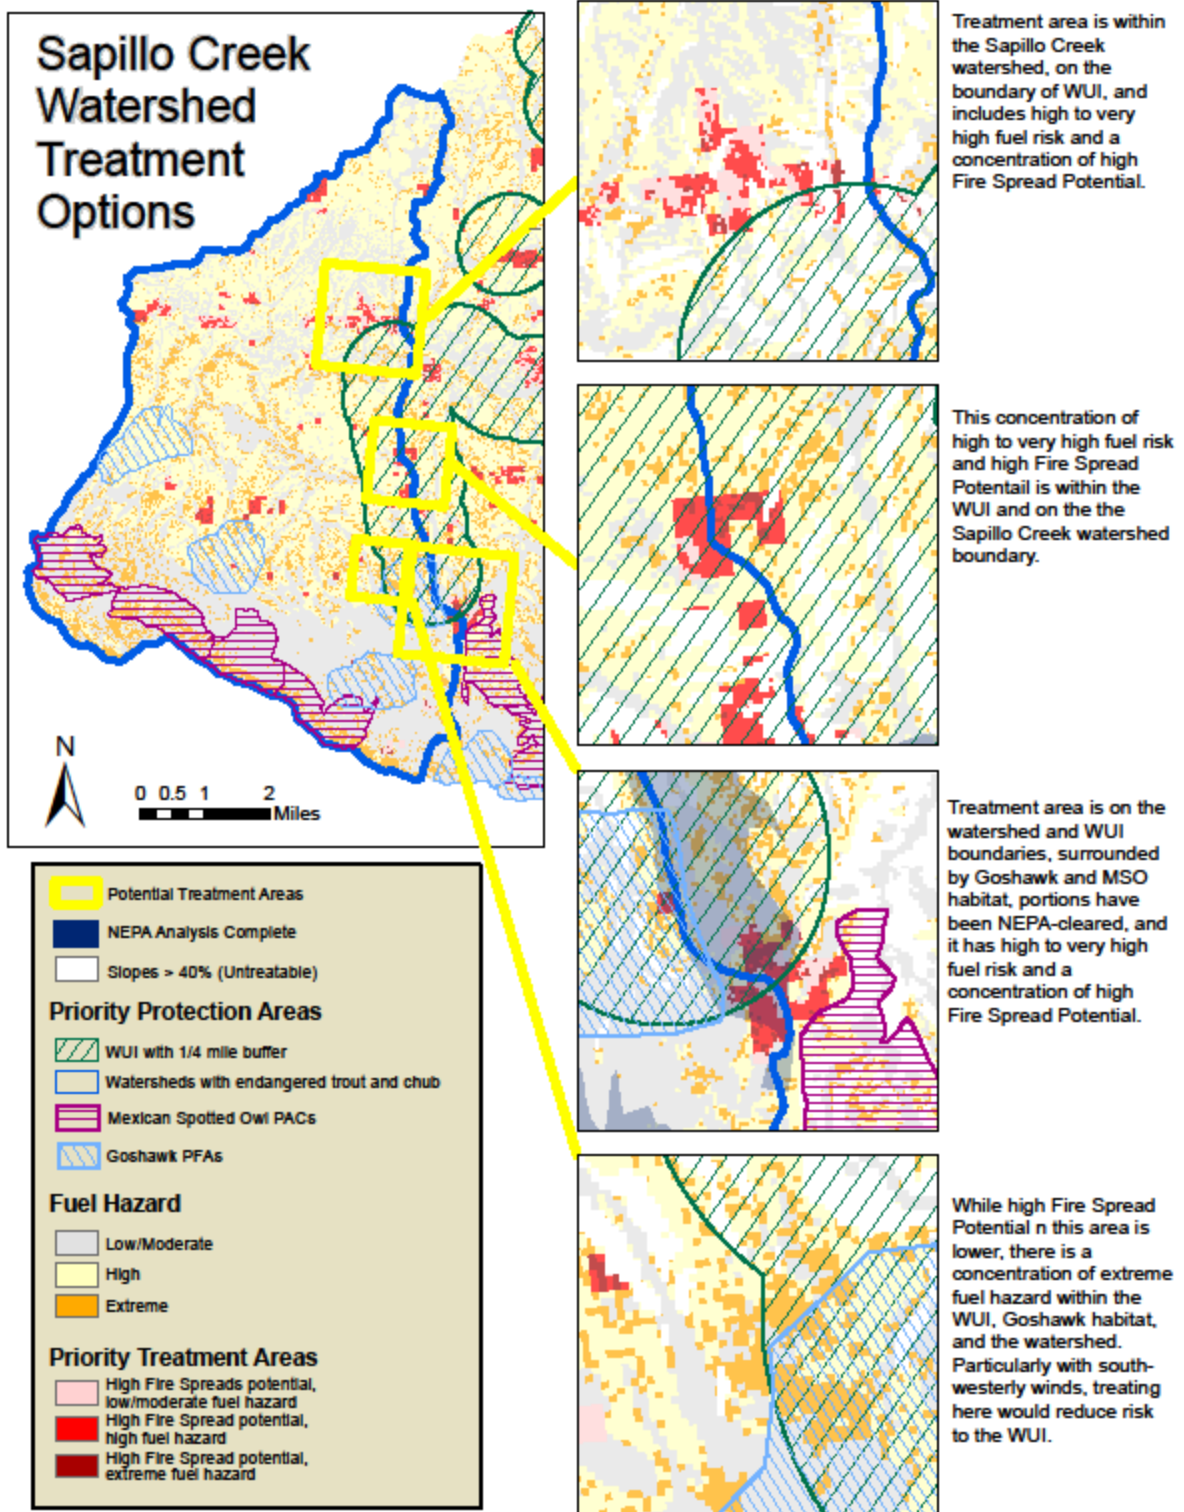 Sapillo Creek
Watershed
Treatment
Options
N
0 0.5 1 2
Miles
Potential Treatment Areas
NEPA Analysis Complete
Slopes > 40% (Untreatable)
Priority Protection Areas
WUI with 1/4 mile buffer
Watersheds with endangered trout and chub
Mexican Spotted Owl PACs
Goshawk PFAs
Fuel Hazard
Low/Moderate
High
Extreme
Priority Treatment Areas
High Fire Spreads potential,
low/moderate fuel hazard
High Fire Spread potential,
high fuel hazard
High Fire Spread potential,
extreme fuel hazard
Treatment area is within
the Sapillo Creek
watershed, on the
boundary of WUI, and
includes high to very
high fuel risk and a
concentration of high
Fire Spread Potential.
This concentration of
high to very high fuel risk
and high Fire Spread
Potentail is within the
WUI and on the the
Sapillo Creek watershed
boundary.
Treatment area is on the
watershed and WUI
boundaries, surrounded
by Goshawk and MSO
habitat, portions have
been NEPA-cleared, and
it has high to very high
fuel risk and a
concentration of high
Fire Spread Potential.
While high Fire Spread
Potential n this area is
lower, there is a
concentration of extreme
fuel hazard within the
WUI, Goshawk habitat,
and the watershed.
Particularly with south-
westerly winds, treating
here would reduce risk
to the WUI.